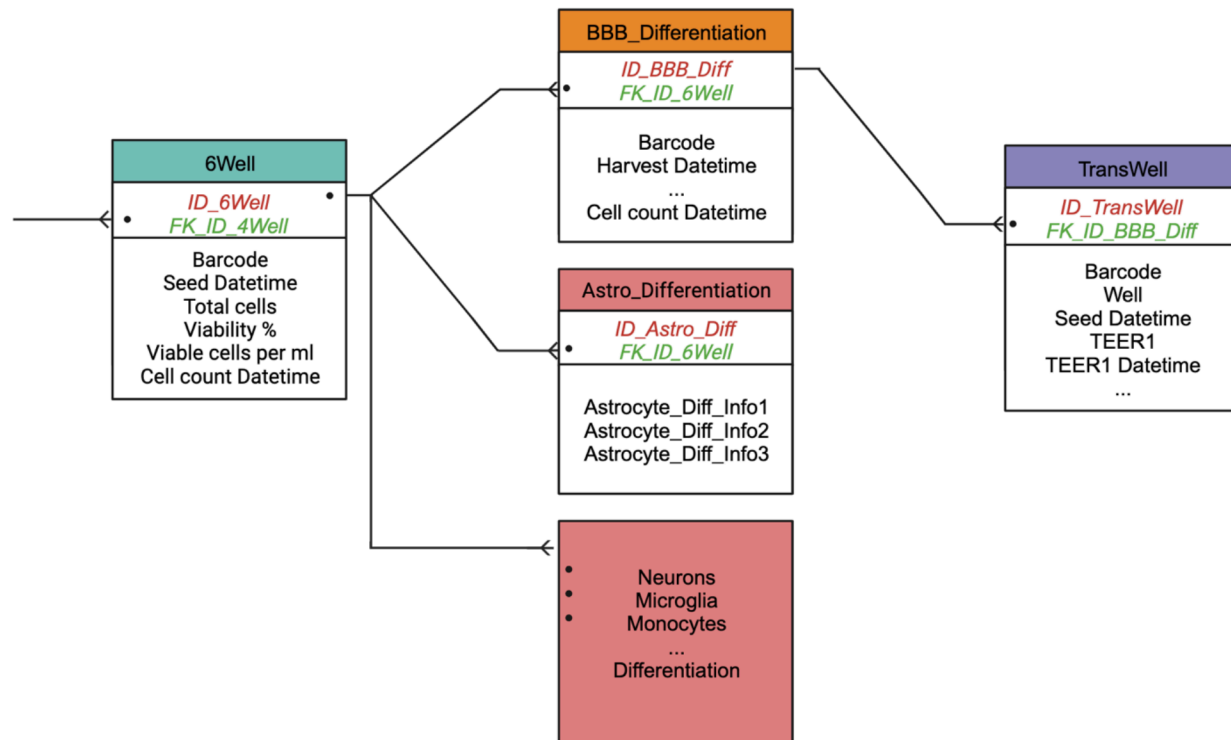 6Well
ID_6Well
FK_ID_4Well
Barcode
Seed Datetime
Total cells
Viability %
Viable cells per ml
Cell count Datetime
BBB_Differentiation
ID_BBB_Diff
FK_ID_6Well
Barcode
Harvest Datetime
...
Cell count Datetime
Astro_Differentiation
ID_Astro_Diff
FK_ID_6Well
Astrocyte_Diff_Info1
Astrocyte_Diff_Info2
Astrocyte_Diff_Info3
Neurons
Microglia
Monocytes
...
Differentiation
TransWell
ID_TransWell
FK_ID_BBB_Diff
Barcode
Well
Seed Datetime
TEER1
TEER1 Datetime
...